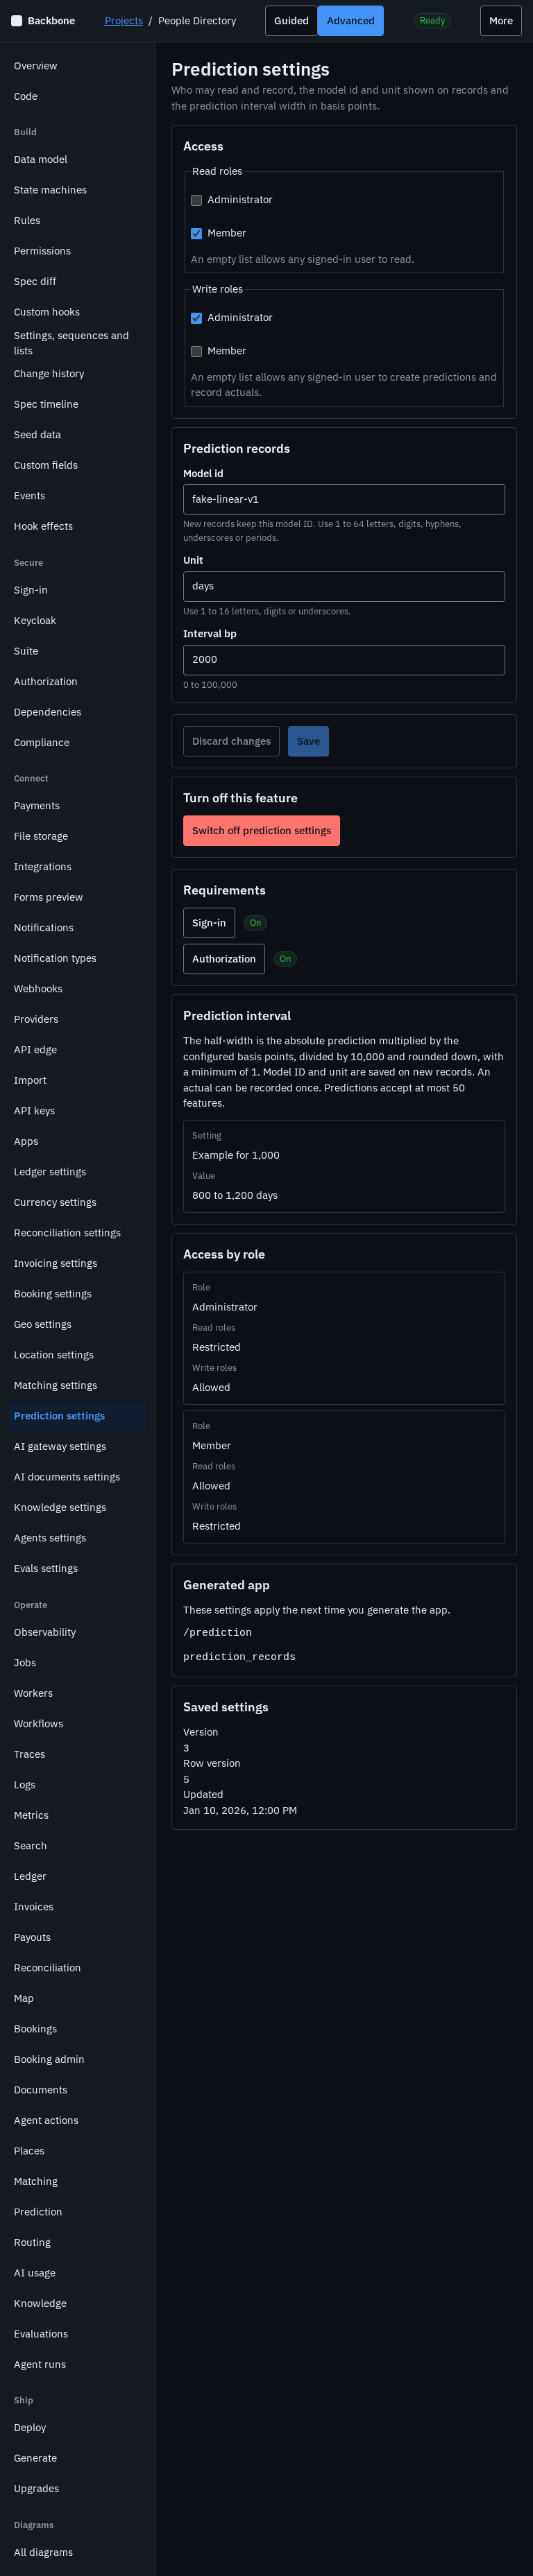 Backbone
Projects / People Directory
Guided
Advanced
Ready
More
Overview
Code
Build
Data model
State machines
Rules
Permissions
Spec diff
Custom hooks
Settings, sequences and
lists
Change history
Spec timeline
Seed data
Custom fields
Events
Hook effects
Secure
Sign-in
Keycloak
Suite
Authorization
Dependencies
Compliance
Connect
Payments
File storage
Integrations
Forms preview
Notifications
Notification types
Webhooks
Providers
API edge
Import
API keys
Apps
Ledger settings
Currency settings
Reconciliation settings
Invoicing settings
Booking settings
Geo settings
Location settings
Matching settings
Prediction settings
AI gateway settings
AI documents settings
Knowledge settings
Agents settings
Evals settings
Operate
Observability
Jobs
Workers
Workflows
Traces
Logs
Metrics
Search
Ledger
Invoices
Payouts
Reconciliation
Map
Bookings
Booking admin
Documents
Agent actions
Places
Matching
Prediction
Routing
AI usage
Knowledge
Evaluations
Agent runs
Ship
Deploy
Generate
Upgrades
Diagrams
All diagrams
Prediction settings
Who may read and record, the model id and unit shown on records and
the prediction interval width in basis points.
Access
Read roles
Administrator
Member
An empty list allows any signed-in user to read.
Write roles
Administrator
Member
An empty list allows any signed-in user to create predictions and
record actuals.
Prediction records
Model id
fake-linear-v1
New records keep this model ID. Use 1 to 64 letters, digits, hyphens,
underscores or periods.
Unit
days
Use 1 to 16 letters, digits or underscores.
Interval bp
2000
0 to 100,000
Discard changes
Save
Turn off this feature
Switch off prediction settings
Requirements
Sign-in
On
Authorization
On
Prediction interval
The half-width is the absolute prediction multiplied by the
configured basis points, divided by 10,000 and rounded down, with
a minimum of 1. Model ID and unit are saved on new records. An
actual can be recorded once. Predictions accept at most 50
features.
Setting
Example for 1,000
Value
800 to 1,200 days
Access by role
Role
Administrator
Read roles
Restricted
Write roles
Allowed
Role
Member
Read roles
Allowed
Write roles
Restricted
Generated app
These settings apply the next time you generate the app.
/prediction
prediction_records
Saved settings
Version
3
Row version
5
Updated
Jan 10, 2026, 12:00 PM